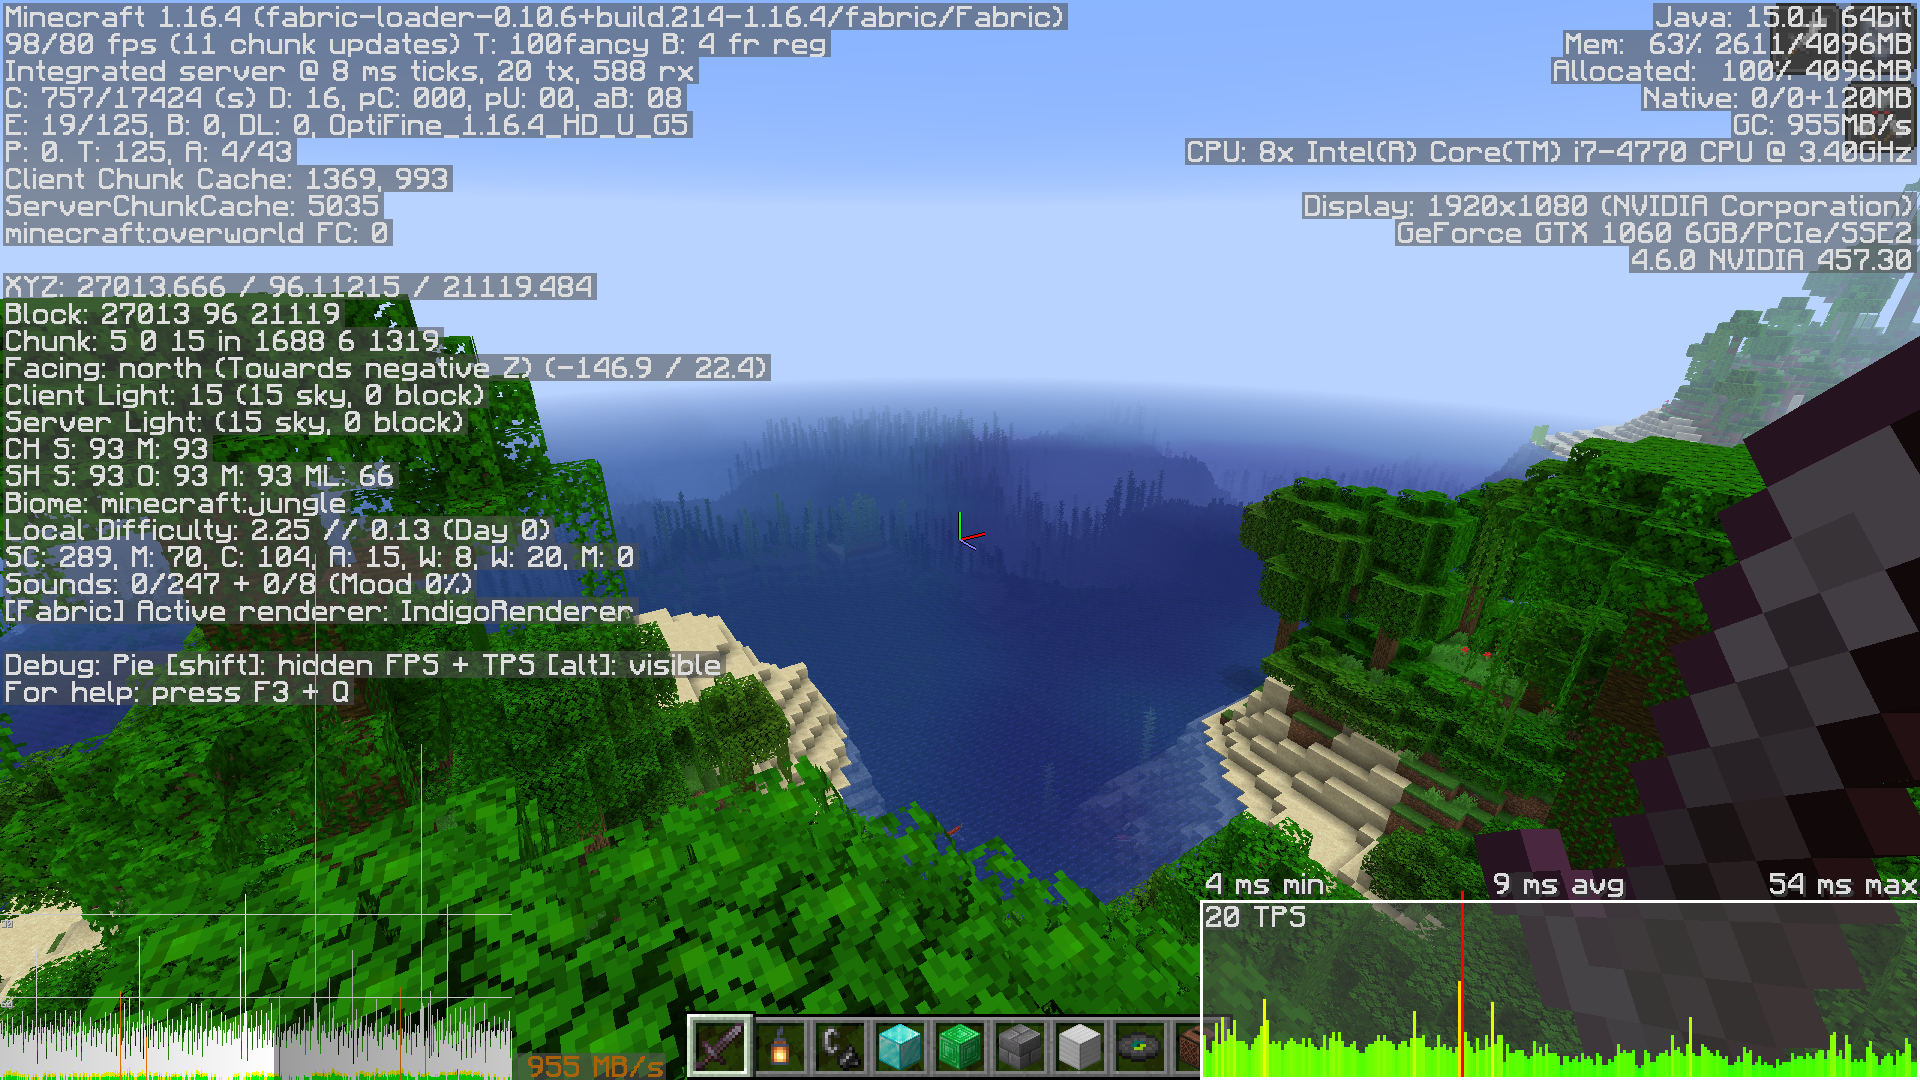 Minecraft 1.16.4 (fabric-loader-0.10.6+build.214-1.16.4/fabric/Fabric)
98/80 fps (11 chunk updates) T: 100fancy B: 4 fr reg
Integrated server @ 8 ms ticks, 20 tx, 588 rx
C: 757/17424 (s) D: 16, pC: 000, pU: 00, aB: 08
E: 19/125, B: 0, DL: 0, OptiFine_1.16.4_HD_U_G5
P: 0. T: 125, A: 4/43
Client Chunk Cache: 1369, 993
ServerChunkCache: 5035
minecraft:overworld FC: 0
XYZ: 27013.666 / 96.11215 / 21119.484
Block: 27013 96 21119
Chunk: 5 0 15 in 1688 6 1319
Facing: north (Towards negative Z) (-146.9 / 22.4)
Client Light: 15 (15 sky, 0 block)
Server Light: (15 sky, 0 block)
CH S: 93 M: 93
SH S: 93 O: 93 M: 93 ML: 66
Biome: minecraft:jungle
Local Difficulty: 2.25 // 0.13 (Day 0)
SC: 289, M: 70, C: 104, A: 15, W: 8, W: 20, M: 0
Sounds: 0/247 + 0/8 (Mood 0%)
[Fabric] Active renderer: IndigoRenderer
Debug: Pie [shift]: hidden FPS + TPS [alt]: visible
For help: press F3 + Q
Java: 15.0.1 64bit
Mem: 63% 2611/4096MB
Allocated: 100% 4096MB
Native: 0/0+120MB
GC: 955MB/s
CPU: 8x Intel(R) Core(TM) i7-4770 CPU @ 3.40GHz
Display: 1920x1080 (NVIDIA Corporation)
GeForce GTX 1060 6GB/PCIe/SSE2
4.6.0 NVIDIA 457.30
4 ms min
9 ms avg
54 ms max
20 TPS
30
60
955 MB/s